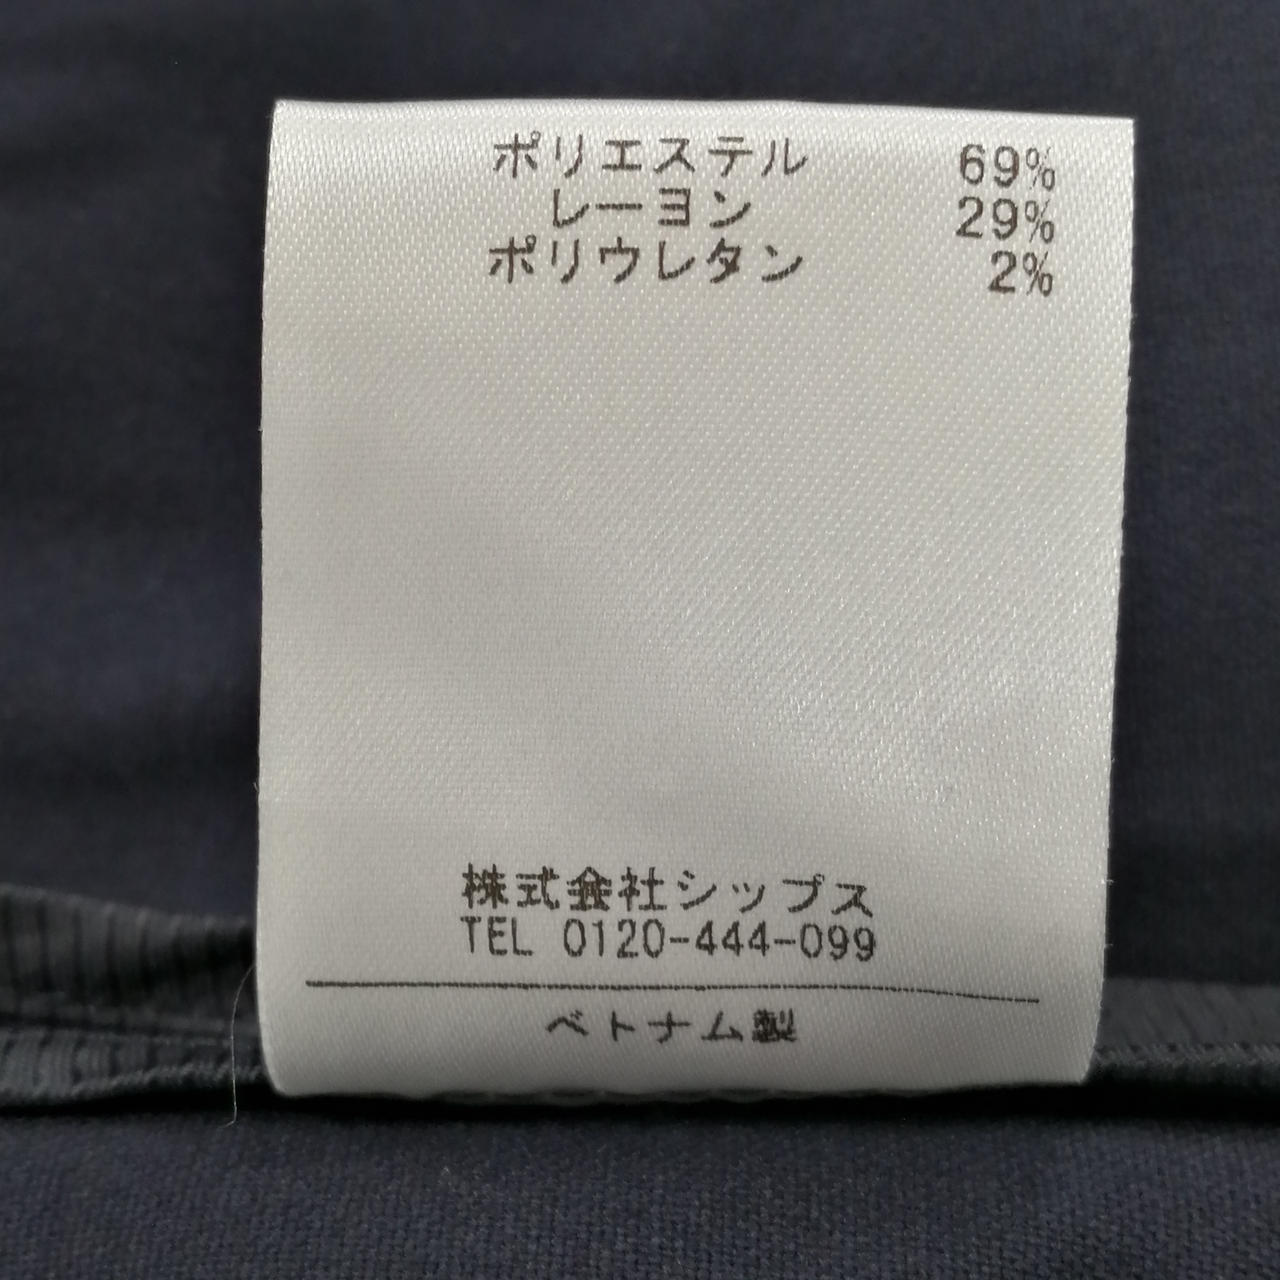 ポリエステル 69%
レーヨン 29%
ポリウレタン 2%
株式会社シップス
TEL 0120-444-099
ベトナム製